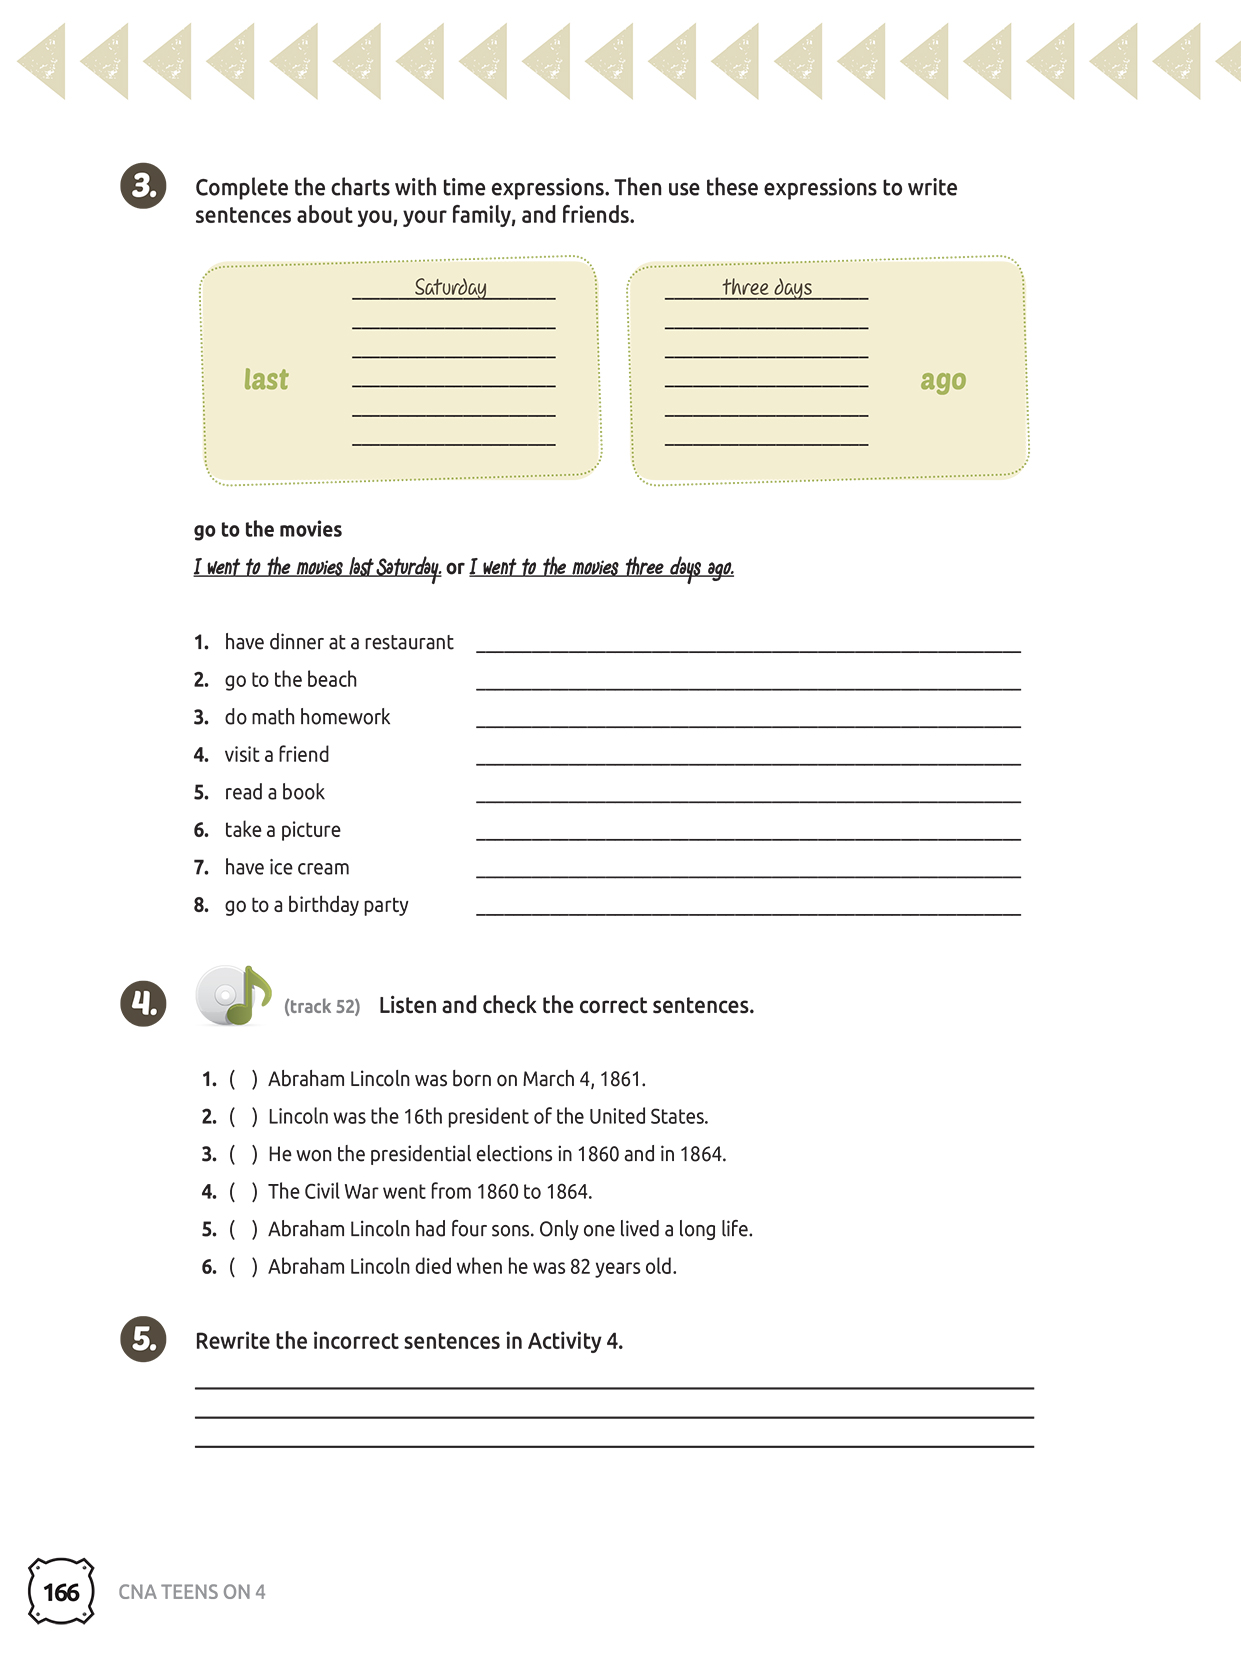 3. Complete the charts with time expressions. Then use these expressions to write
sentences about you, your family, and friends.
last
Saturday
three days
ago
go to the movies
I went to the movies last Saturday. or I went to the movies three days ago.
1. have dinner at a restaurant
2. go to the beach
3. do math homework
4. visit a friend
5. read a book
6. take a picture
7. have ice cream
8. go to a birthday party
4. (track 52) Listen and check the correct sentences.
1. ( ) Abraham Lincoln was born on March 4, 1861.
2. ( ) Lincoln was the 16th president of the United States.
3. ( ) He won the presidential elections in 1860 and in 1864.
4. ( ) The Civil War went from 1860 to 1864.
5. ( ) Abraham Lincoln had four sons. Only one lived a long life.
6. ( ) Abraham Lincoln died when he was 82 years old.
5. Rewrite the incorrect sentences in Activity 4.
166 CNA TEENS ON 4